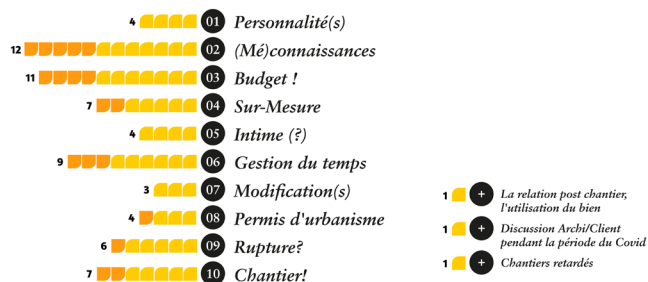 4 01 Personnalité(s)
12 02 (Mé)connaissances
11 03 Budget !
7 04 Sur-Mesure
4 05 Intime (?)
9 06 Gestion du temps
3 07 Modification(s)
4 08 Permis d'urbanisme
6 09 Rupture?
7 10 Chantier!
1 + La relation post chantier,
l'utilisation du bien
1 + Discussion Archi/Client
pendant la période du Covid
1 + Chantiers retardés